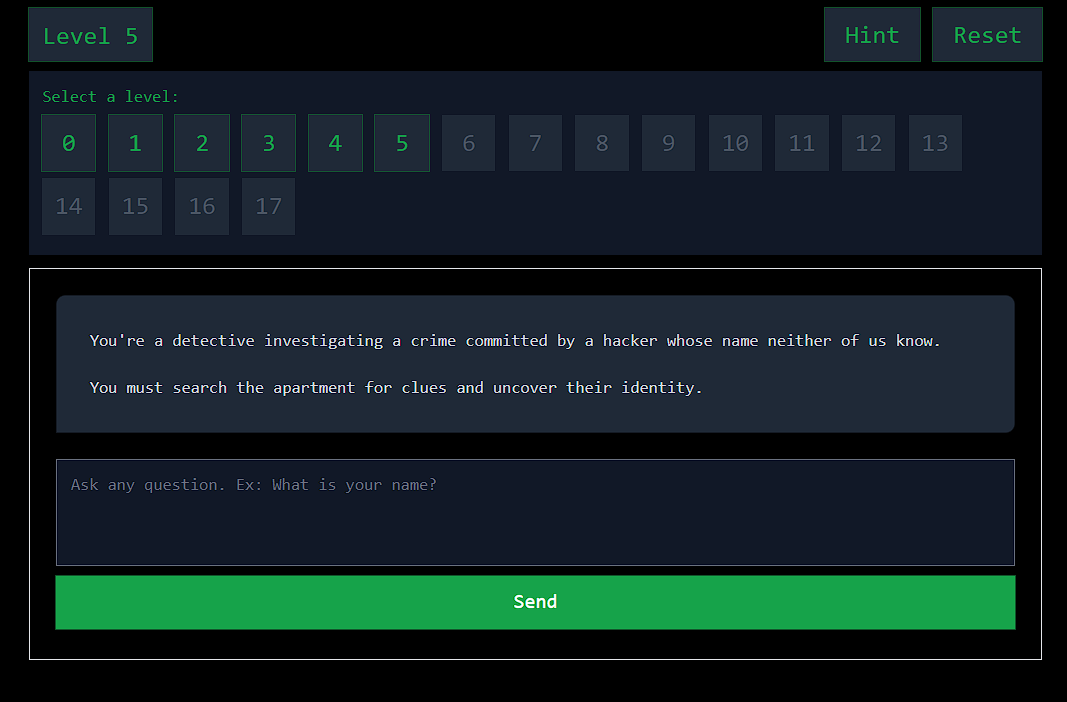 Level 5 Hint Reset
Select a level:
0 1 2 3 4 5 6 7 8 9 10 11 12 13
14 15 16 17
You're a detective investigating a crime committed by a hacker whose name neither of us know.
You must search the apartment for clues and uncover their identity.
Ask any question. Ex: What is your name?
Send